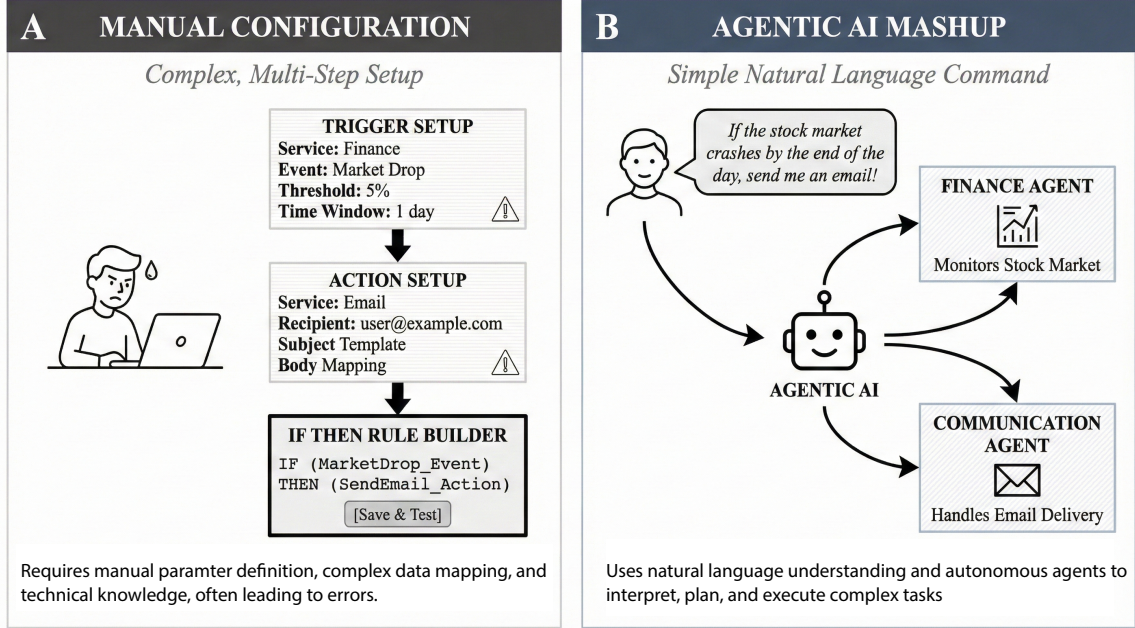 A MANUAL CONFIGURATION
Complex, Multi-Step Setup
TRIGGER SETUP
Service: Finance
Event: Market Drop
Threshold: 5%
Time Window: 1 day
ACTION SETUP
Service: Email
Recipient: user@example.com
Subject Template
Body Mapping
IF THEN RULE BUILDER
IF (MarketDrop_Event)
THEN (SendEmail_Action)
[Save & Test]
Requires manual paramter definition, complex data mapping, and
technical knowledge, often leading to errors.
B AGENTIC AI MASHUP
Simple Natural Language Command
If the stock market
crashes by the end of the
day, send me an email!
FINANCE AGENT
Monitors Stock Market
AGENTIC AI
COMMUNICATION
AGENT
Handles Email Delivery
Uses natural language understanding and autonomous agents to
interpret, plan, and execute complex tasks